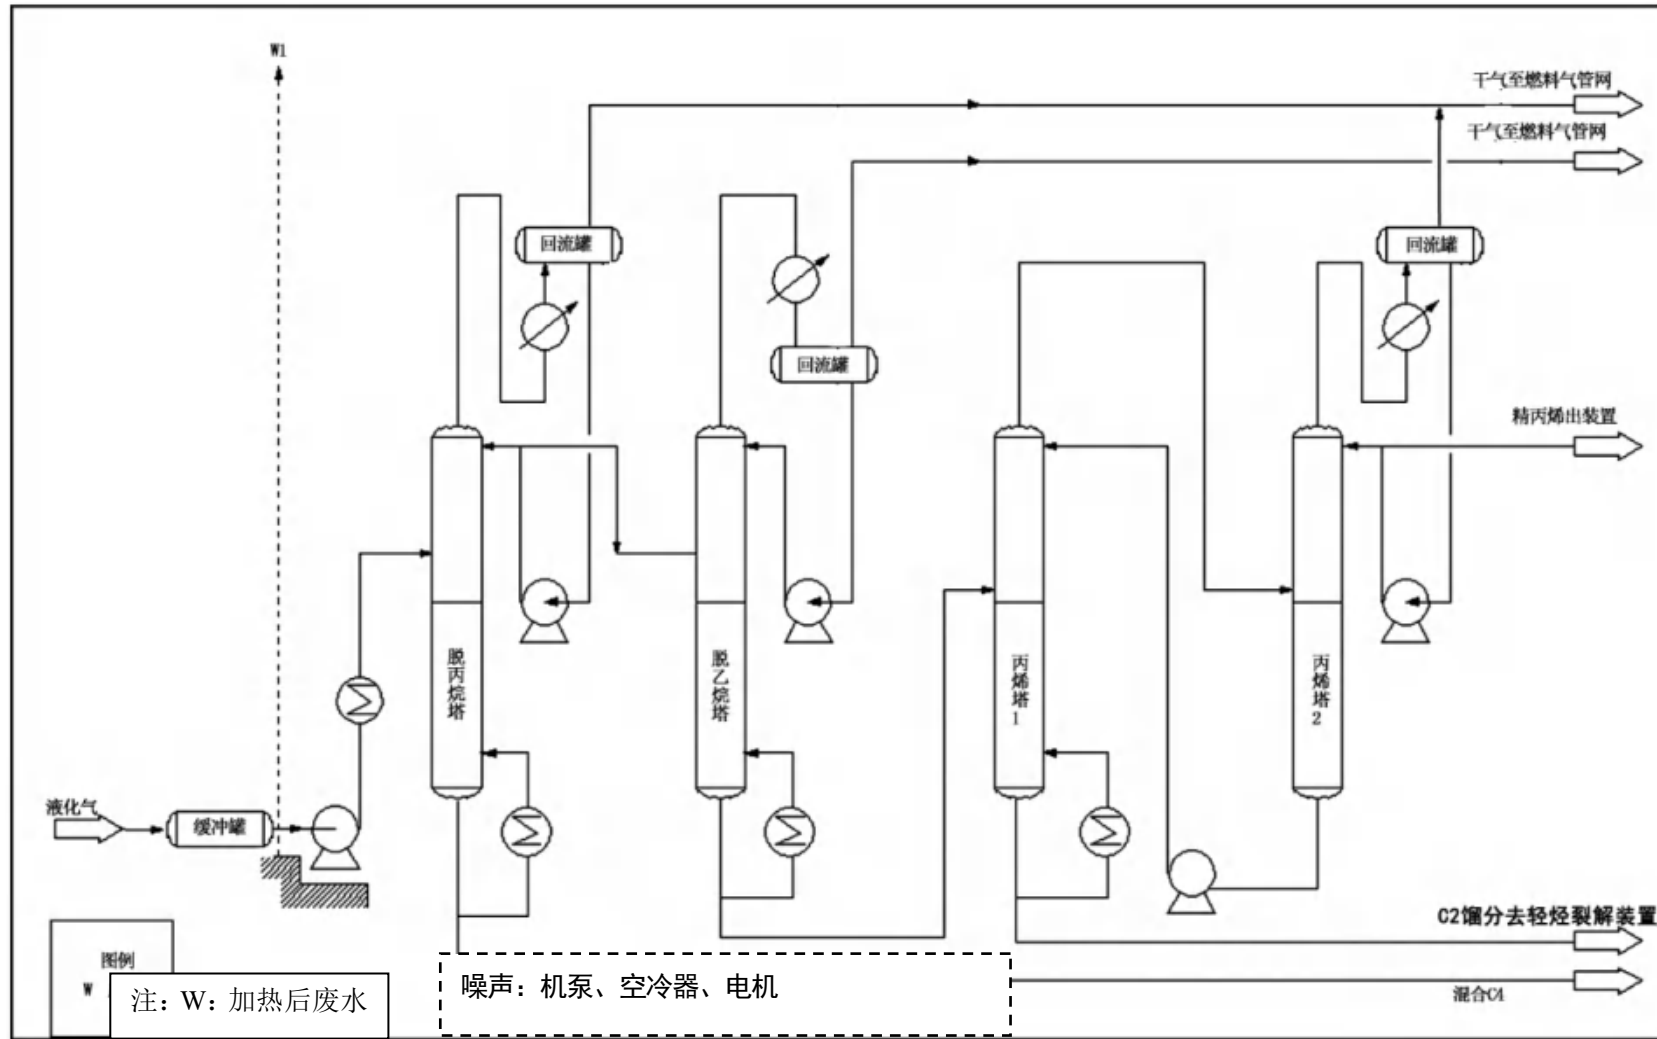 W1
干气至燃料气管网
干气至燃料气管网
回流罐
回流罐
回流罐
精丙烯出装置
脱丙烷塔
脱乙烷塔
丙烯塔1
丙烯塔2
液化气
缓冲罐
C2馏分去轻烃裂解装置
图例
W
注：W：加热后废水
噪声：机泵、空冷器、电机
混合C4